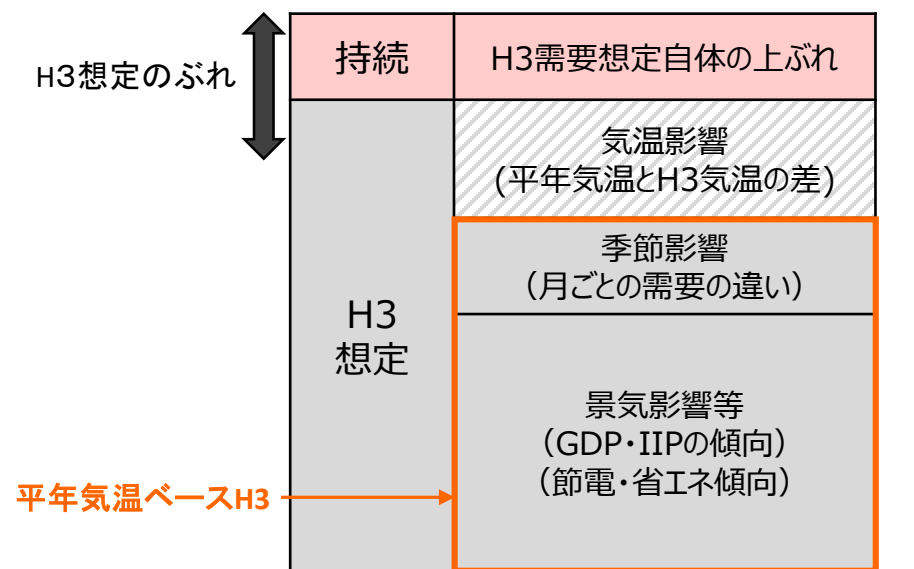 H3想定のぶれ
持続
H3需要想定自体の上ぶれ
気温影響
(平年気温とH3気温の差)
季節影響
（月ごとの需要の違い）
H3
想定
景気影響等
（GDP・IIPの傾向）
（節電・省エネ傾向）
平年気温ベースH3